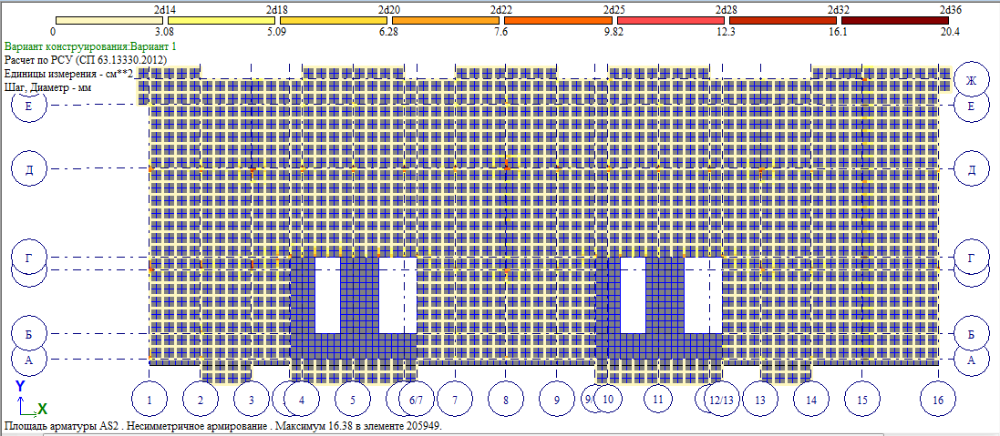 2d14 2d18 2d20 2d22 2d25 2d28 2d32 2d36
0 3.08 5.09 6.28 7.6 9.82 12.3 16.1 20.4
Вариант конструирования:Вариант 1
Расчет по РСУ (СП 63.13330.2012)
Единицы измерения - см**2
Шаг, Диаметр - мм
Ж
Е Е
Д Д
Г Г
Б Б
А А
Y
X
1 2 3 4 5 6/7 7 8 9 9/ 10 11 12/13 13 14 15 16
Площадь арматуры AS2 . Несимметричное армирование . Максимум 16.38 в элементе 205949.